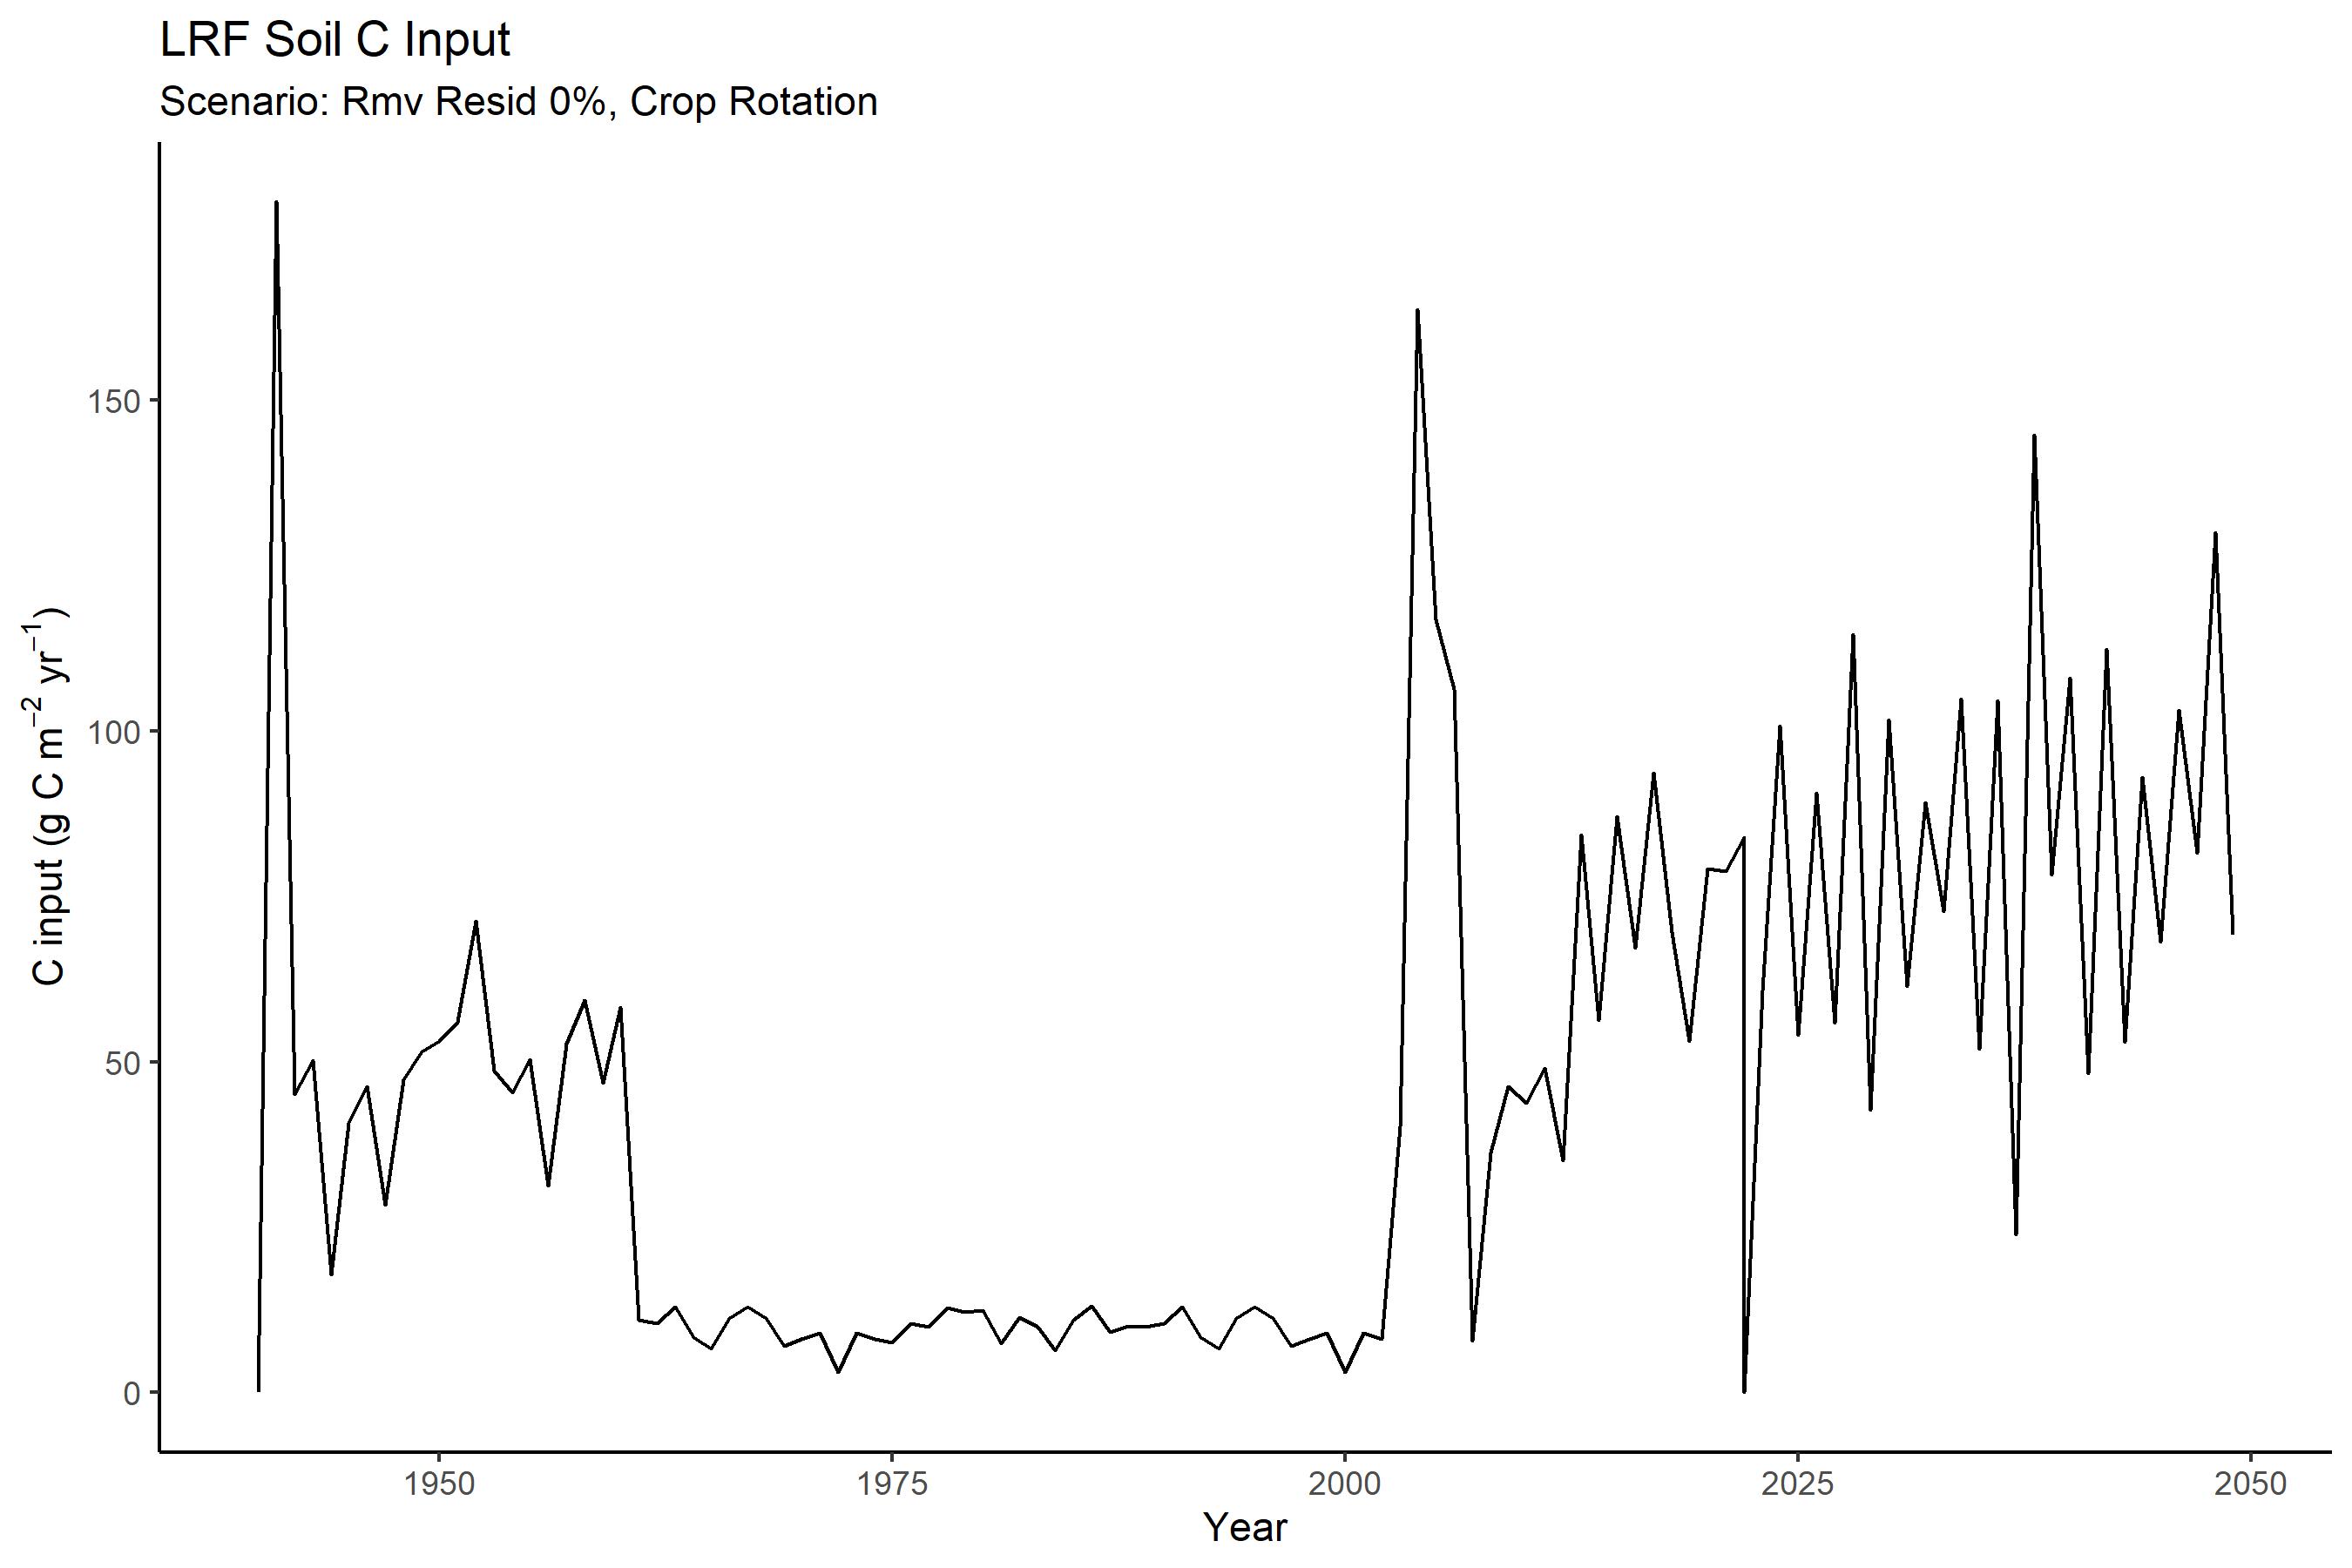 LRF Soil C Input
Scenario: Rmv Resid 0%, Crop Rotation
C input (g C m⁻² yr⁻¹)
150
100
50
0
1950 1975 2000 2025 2050
Year